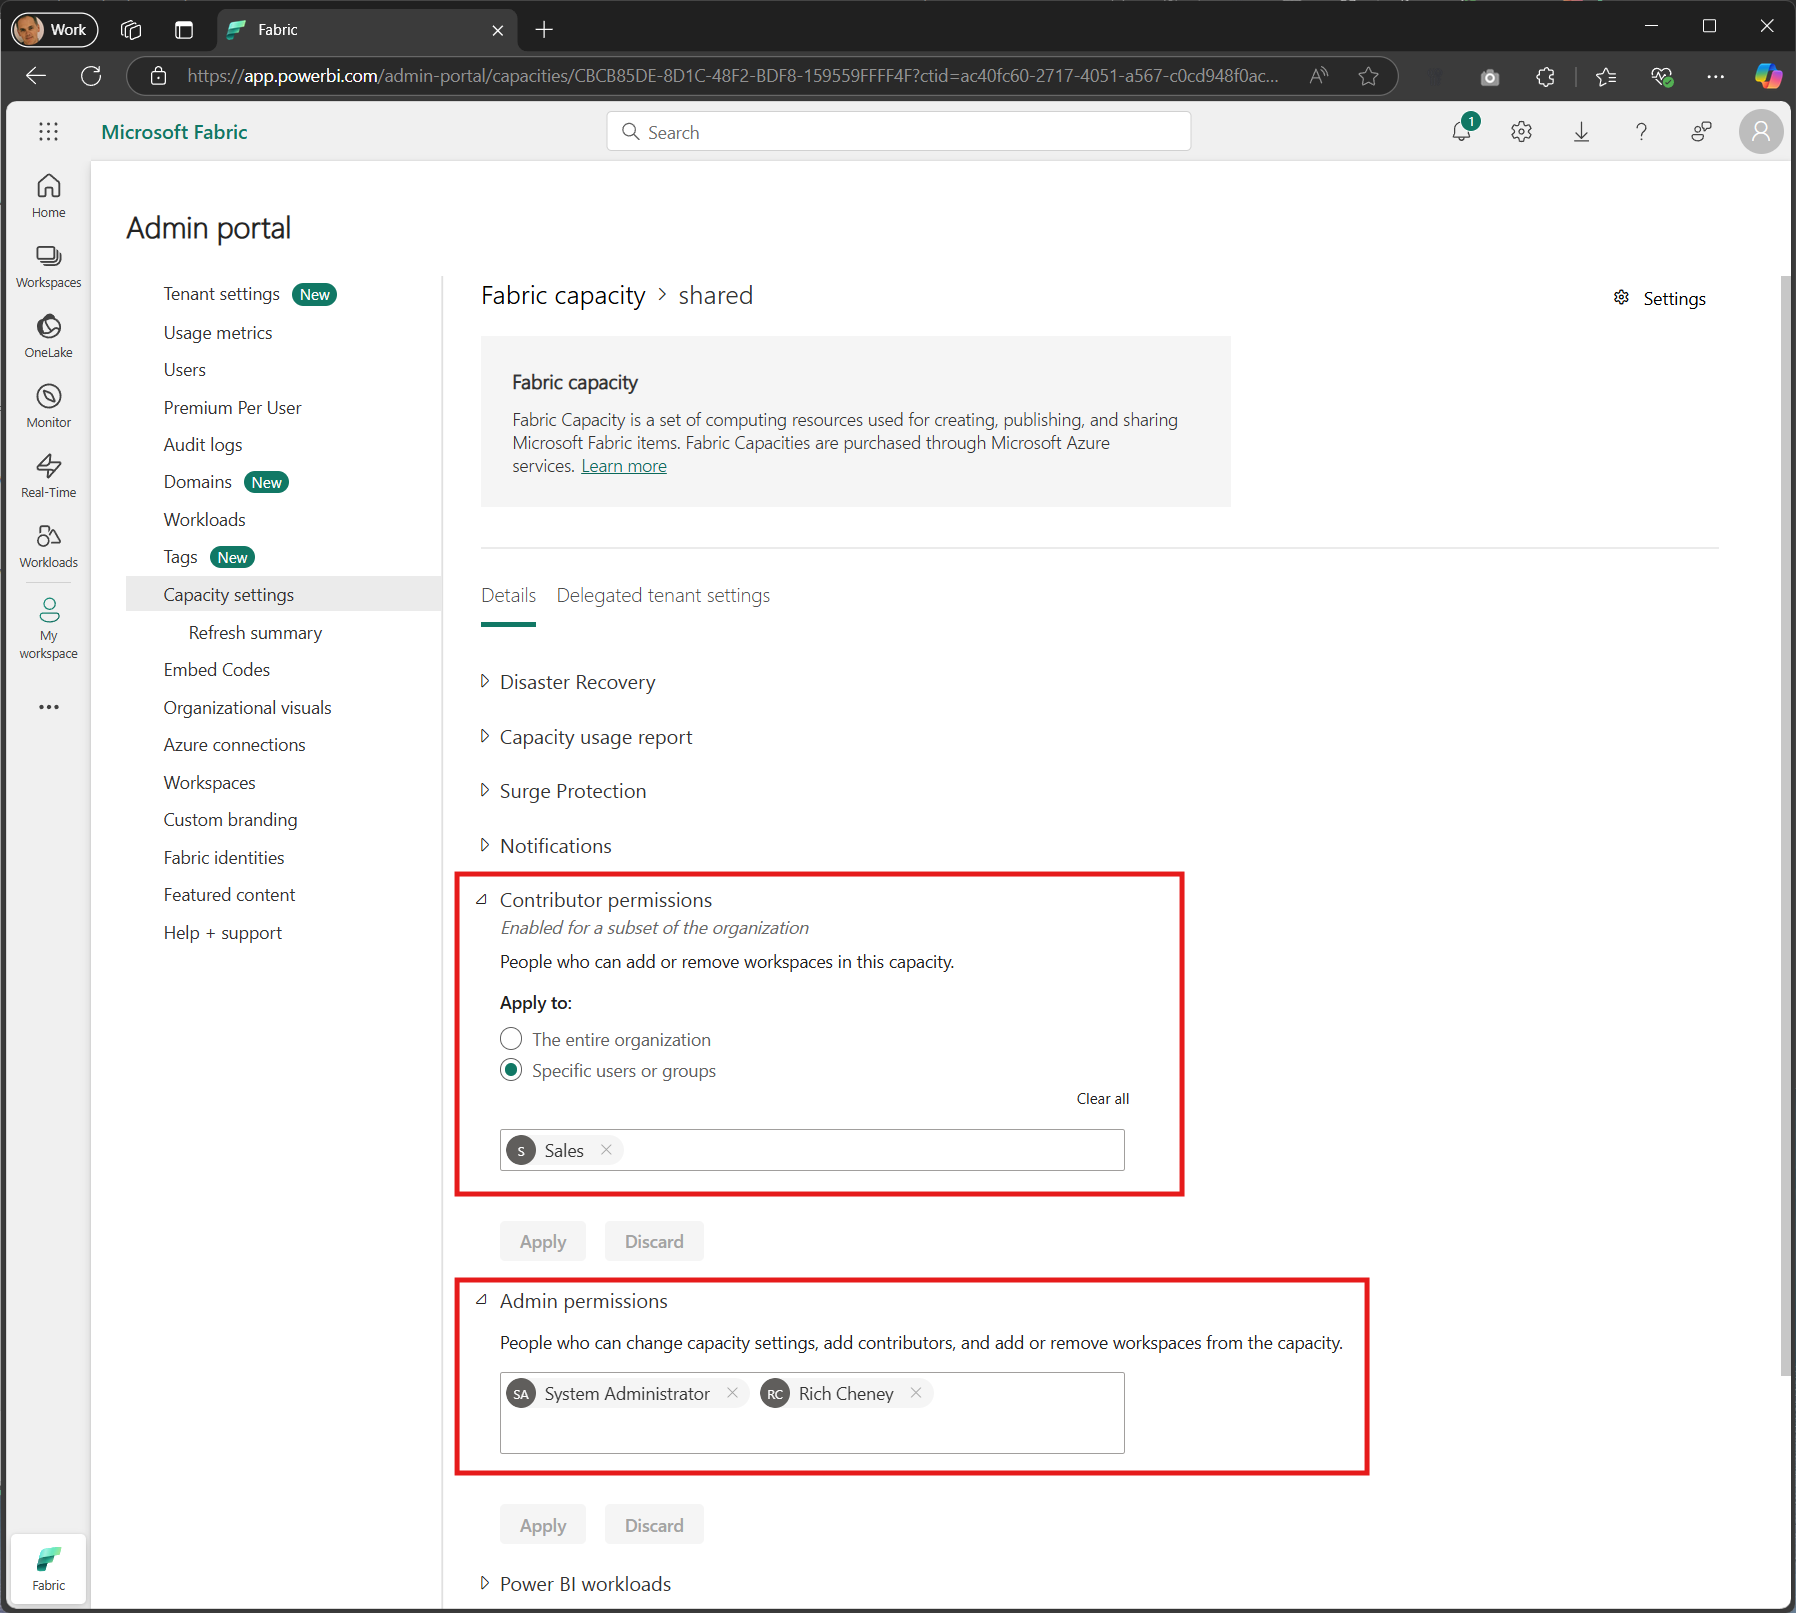 Work
Fabric
https://app.powerbi.com/admin-portal/capacities/CBCB85DE-8D1C-48F2-BDF8-159559FFFF4F?ctid=ac40fc60-2717-4051-a567-c0cd948f0ac...
Microsoft Fabric
Search
1
Home
Workspaces
OneLake
Monitor
Real-Time
Workloads
My
workspace
Fabric
Admin portal
Tenant settings New
Usage metrics
Users
Premium Per User
Audit logs
Domains New
Workloads
Tags New
Capacity settings
Refresh summary
Embed Codes
Organizational visuals
Azure connections
Workspaces
Custom branding
Fabric identities
Featured content
Help + support
Fabric capacity > shared
Settings
Fabric capacity
Fabric Capacity is a set of computing resources used for creating, publishing, and sharing
Microsoft Fabric items. Fabric Capacities are purchased through Microsoft Azure
services. Learn more
Details Delegated tenant settings
Disaster Recovery
Capacity usage report
Surge Protection
Notifications
Contributor permissions
Enabled for a subset of the organization
People who can add or remove workspaces in this capacity.
Apply to:
The entire organization
Specific users or groups
Clear all
S Sales
Apply Discard
Admin permissions
People who can change capacity settings, add contributors, and add or remove workspaces from the capacity.
SA System Administrator RC Rich Cheney
Apply Discard
Power BI workloads